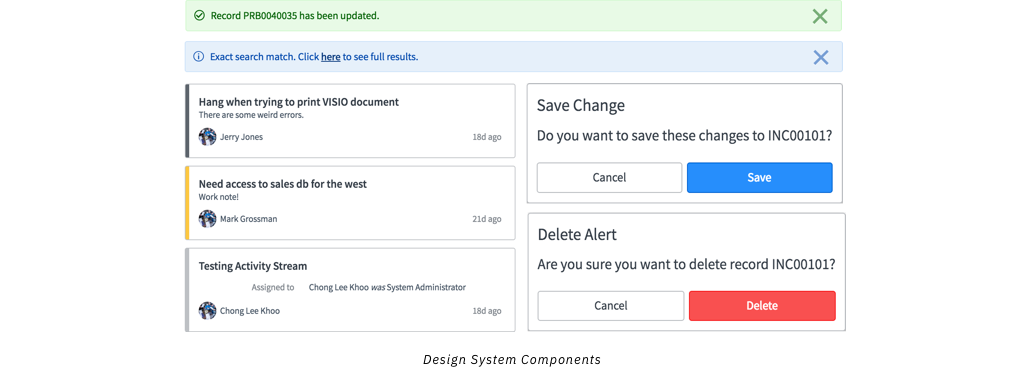 Record PRB0040035 has been updated.
Exact search match. Click here to see full results.
Hang when trying to print VISIO document
There are some weird errors.
Jerry Jones 18d ago
Need access to sales db for the west
Work note!
Mark Grossman 21d ago
Testing Activity Stream
Assigned to Chong Lee Khoo was System Administrator
Chong Lee Khoo 18d ago
Save Change
Do you want to save these changes to INC00101?
Cancel Save
Delete Alert
Are you sure you want to delete record INC00101?
Cancel Delete
Design System Components